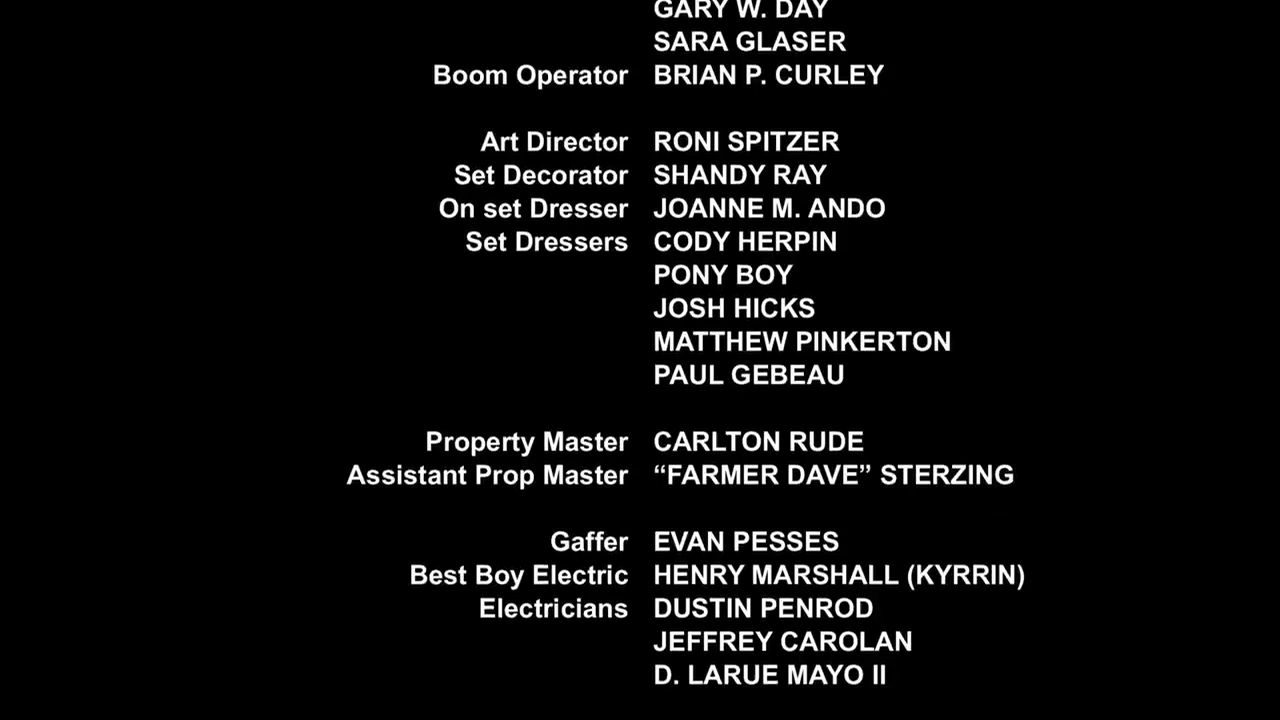 GARY W. DAY
SARA GLASER
Boom Operator BRIAN P. CURLEY
Art Director RONI SPITZER
Set Decorator SHANDY RAY
On set Dresser JOANNE M. ANDO
Set Dressers CODY HERPIN
PONY BOY
JOSH HICKS
MATTHEW PINKERTON
PAUL GEBEAU
Property Master CARLTON RUDE
Assistant Prop Master “FARMER DAVE” STERZING
Gaffer EVAN PESSES
Best Boy Electric HENRY MARSHALL (KYRRIN)
Electricians DUSTIN PENROD
JEFFREY CAROLAN
D. LARUE MAYO II